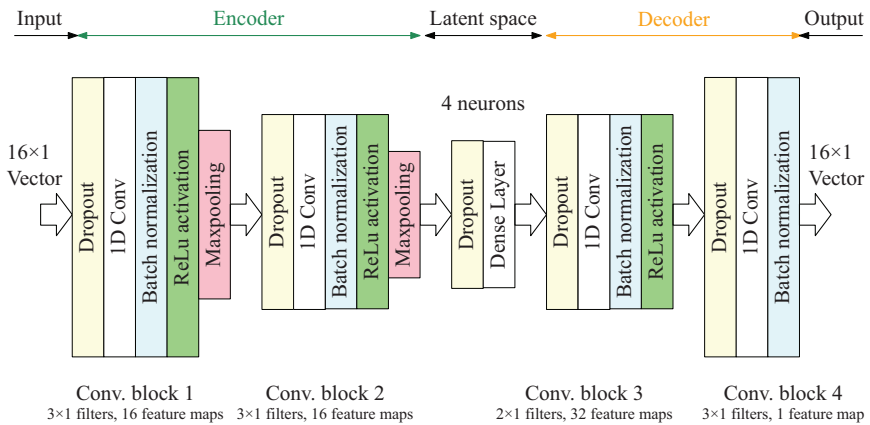 Input
Encoder
Latent space
Decoder
Output
16×1
Vector
Dropout
1D Conv
Batch normalization
ReLu activation
Maxpooling
Dropout
1D Conv
Batch normalization
ReLu activation
Maxpooling
4 neurons
Dropout
Dense Layer
Dropout
1D Conv
Batch normalization
ReLu activation
Dropout
1D Conv
Batch normalization
16×1
Vector
Conv. block 1
3×1 filters, 16 feature maps
Conv. block 2
3×1 filters, 16 feature maps
Conv. block 3
2×1 filters, 32 feature maps
Conv. block 4
3×1 filters, 1 feature map